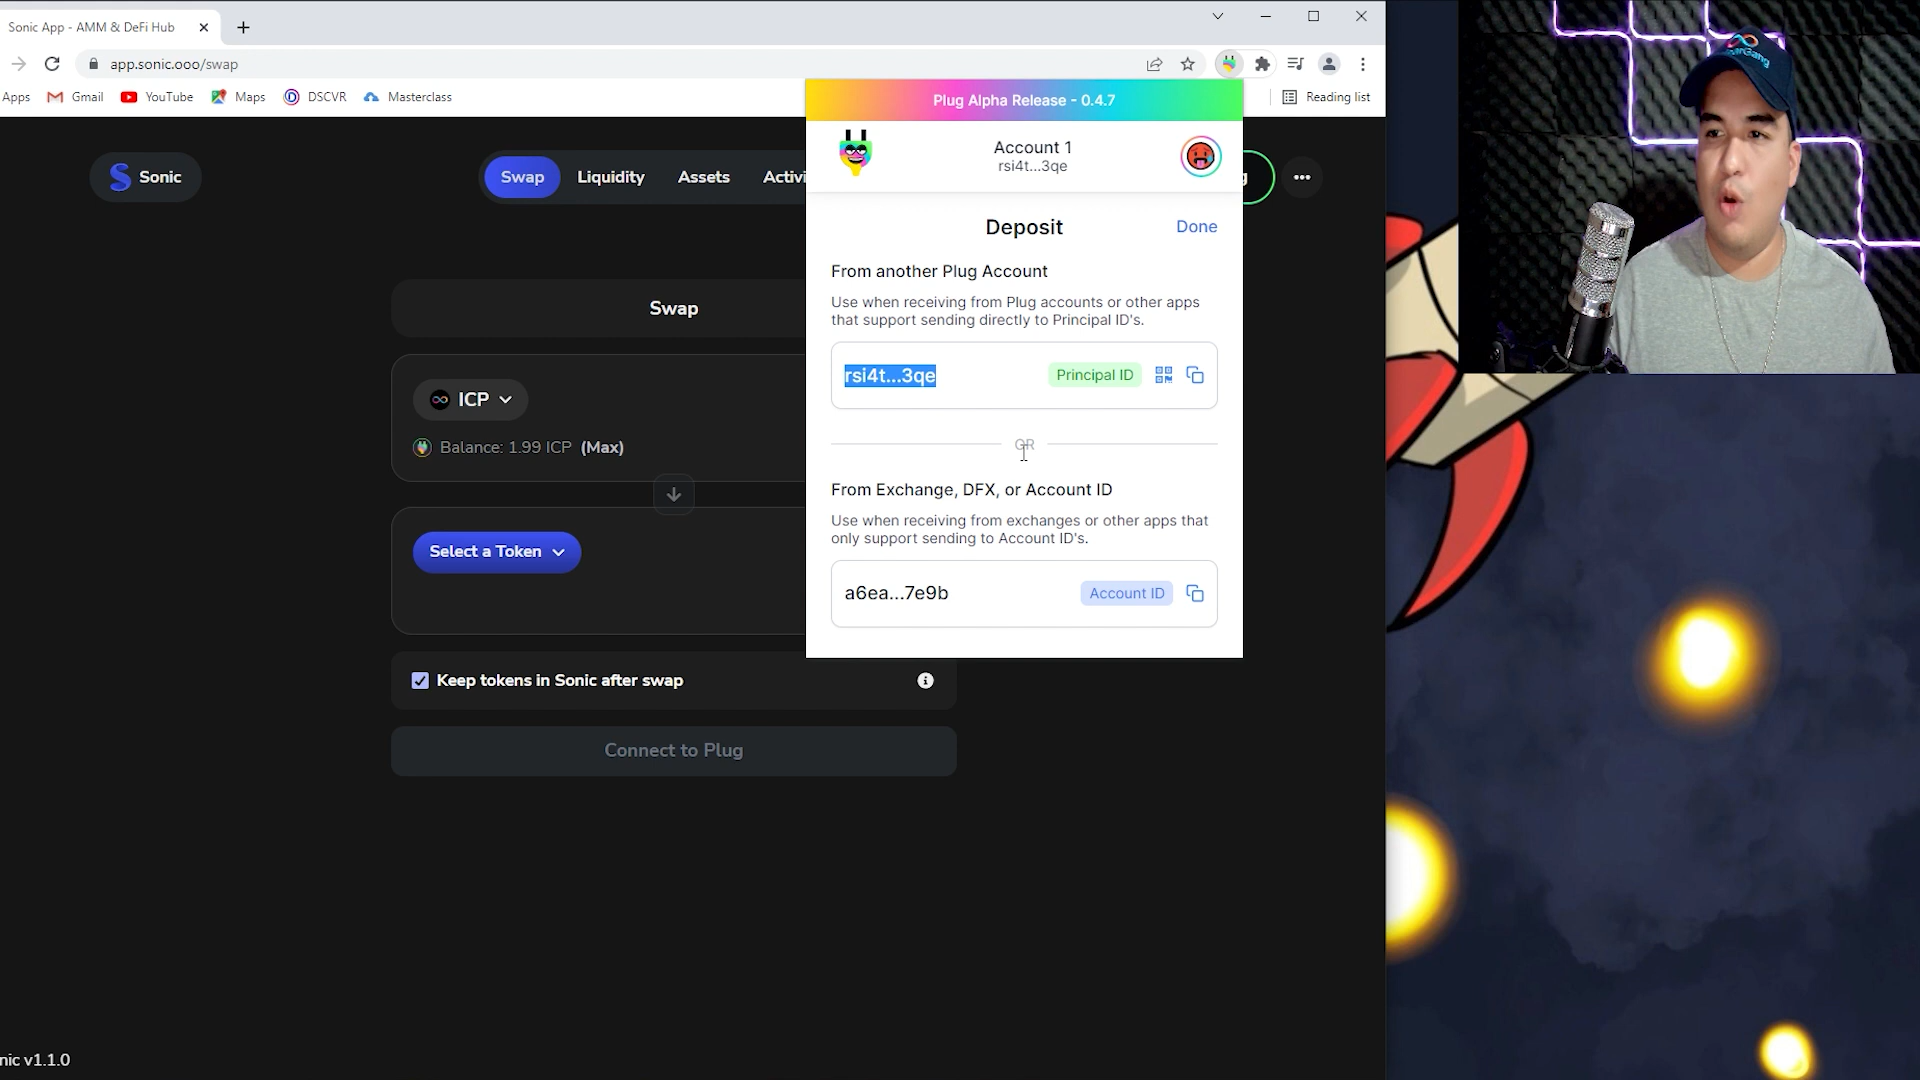 Sonic App - AMM & DeFi Hub
app.sonic.ooo/swap
Apps
Gmail
YouTube
Maps
DSCVR
Masterclass
Reading list
Sonic
Swap
Liquidity
Assets
Activi
g
Swap
ICP
Balance: 1.99 ICP (Max)
Select a Token
Keep tokens in Sonic after swap
Connect to Plug
nic v1.1.0
Plug Alpha Release - 0.4.7
Account 1
rsi4t...3qe
Deposit
Done
From another Plug Account
Use when receiving from Plug accounts or other apps
that support sending directly to Principal ID's.
rsi4t...3qe
Principal ID
OR
From Exchange, DFX, or Account ID
Use when receiving from exchanges or other apps that
only support sending to Account ID's.
a6ea...7e9b
Account ID